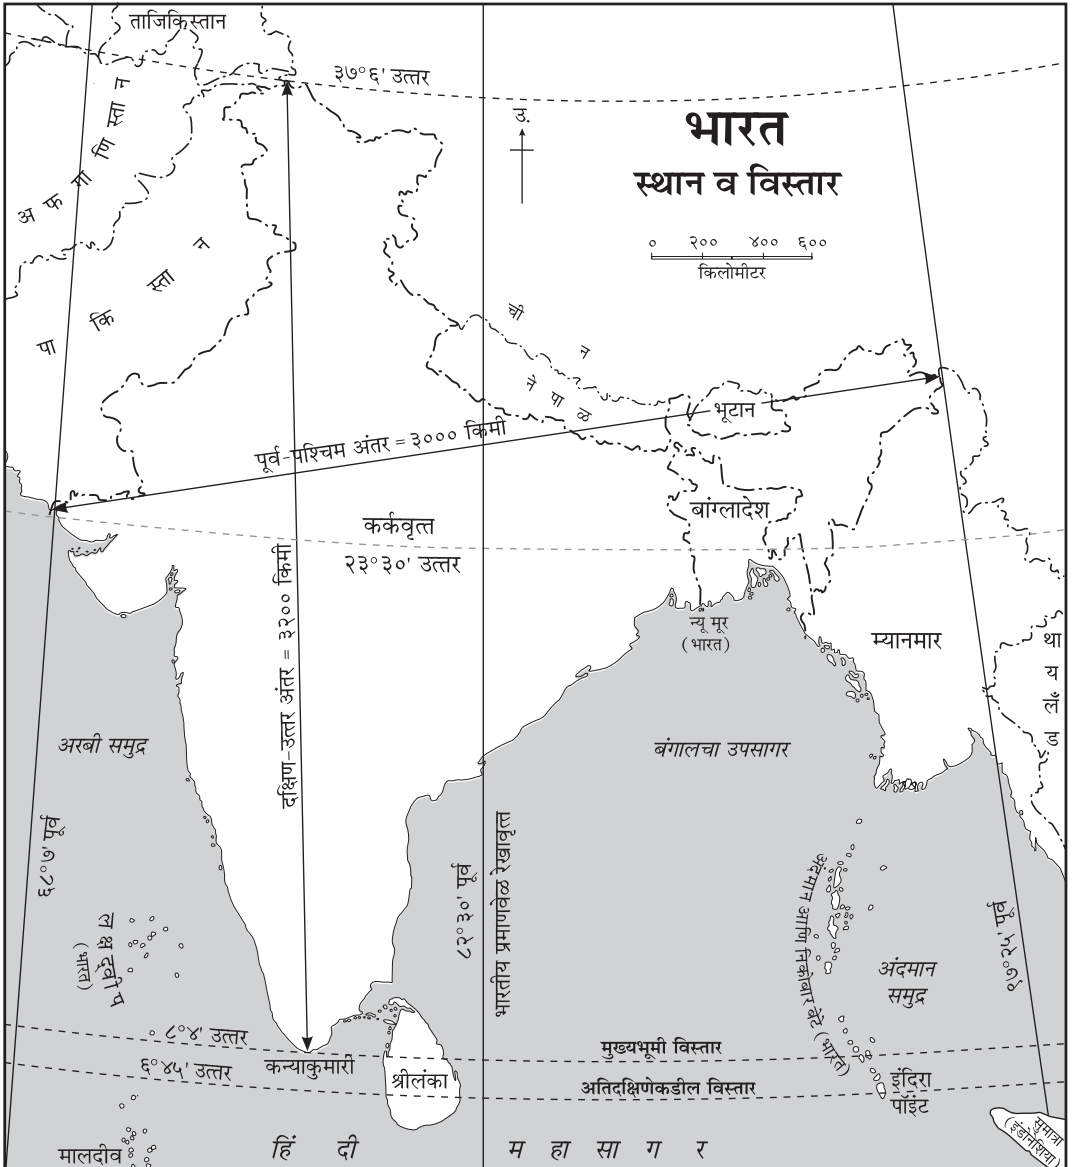 ताजिकिस्तान
३७°६' उत्तर
उ.
भारत
स्थान व विस्तार
० २०० ४०० ६००
किलोमीटर
अफगाणिस्तान
पाकिस्तान
चीन
नेपाळ
भूटान
पूर्व-पश्चिम अंतर = ३००० किमी
बांग्लादेश
कर्कवृत्त
२३°३०' उत्तर
दक्षिण-उत्तर अंतर = ३२०० किमी
न्यू मूर
(भारत)
म्यानमार
थायलँड
अरबी समुद्र
बंगालचा उपसागर
६८°७' पूर्व
८२°३०' पूर्व
भारतीय प्रमाणवेळ रेखावृत्त
अंदमान आणि निकोबार बेटे (भारत)
९७°२५' पूर्व
लक्षद्वीप
(भारत)
अंदमान
समुद्र
८°४' उत्तर
मुख्यभूमी विस्तार
कन्याकुमारी
६°४५' उत्तर
श्रीलंका
अतिदक्षिणेकडील विस्तार
इंदिरा
पॉइंट
मालदीव
हिंदी महासागर
सुमात्रा
(इंडोनेशिया)